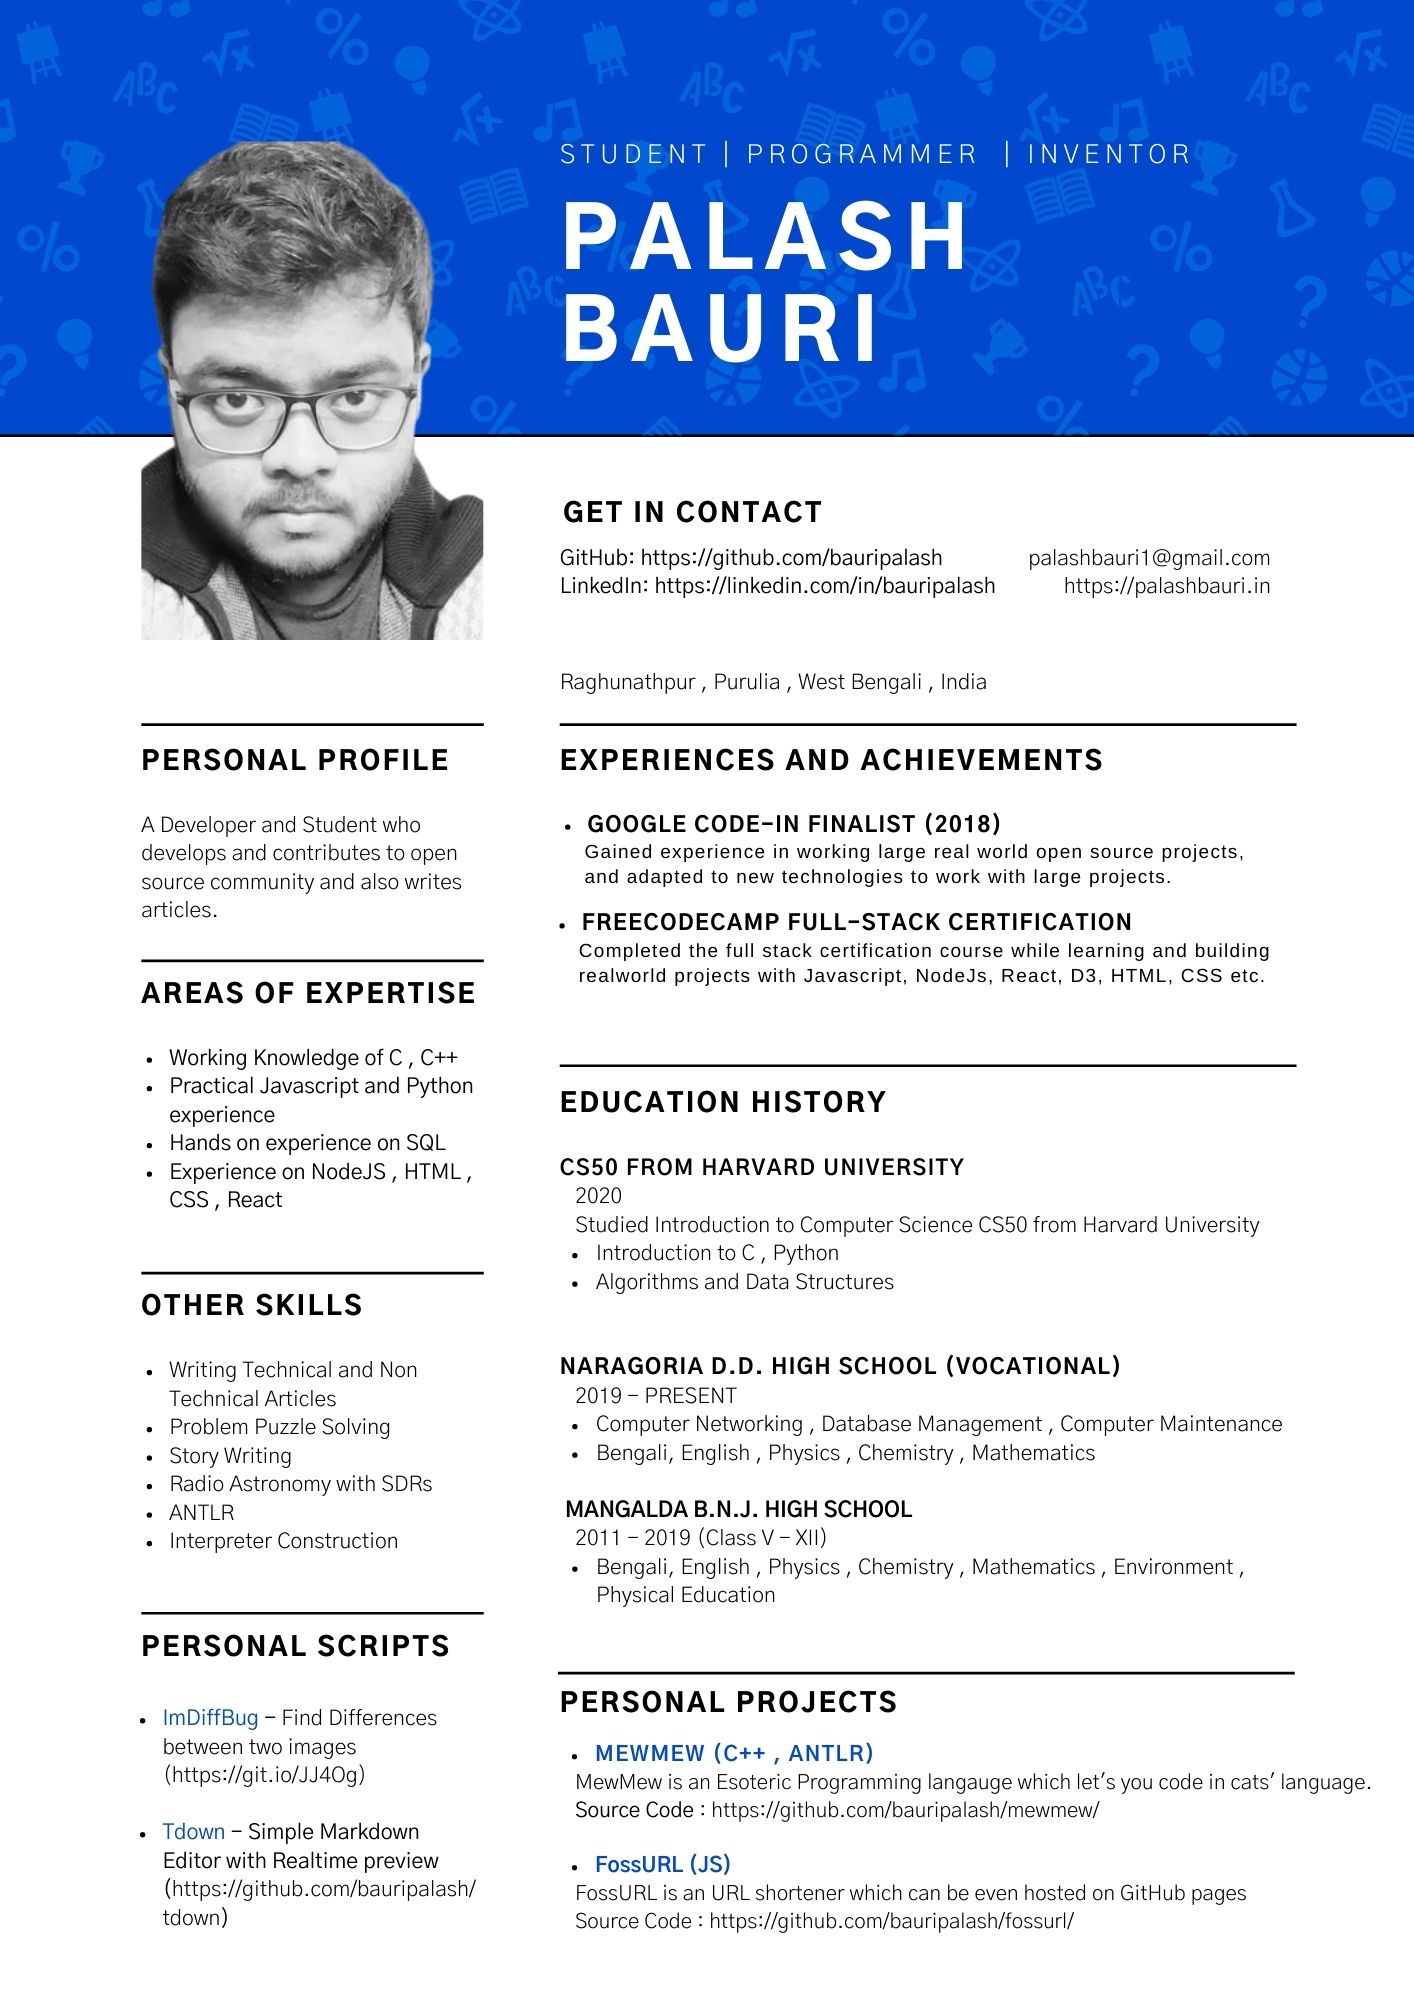 STUDENT | PROGRAMMER | INVENTOR
PALASH
BAURI
GET IN CONTACT
GitHub: https://github.com/bauripalash
LinkedIn: https://linkedin.com/in/bauripalash
palashbauri1@gmail.com
https://palashbauri.in
Raghunathpur , Purulia , West Bengali , India
PERSONAL PROFILE
A Developer and Student who
develops and contributes to open
source community and also writes
articles.
AREAS OF EXPERTISE
• Working Knowledge of C , C++
• Practical Javascript and Python
experience
• Hands on experience on SQL
• Experience on NodeJS , HTML ,
CSS , React
OTHER SKILLS
• Writing Technical and Non
Technical Articles
• Problem Puzzle Solving
• Story Writing
• Radio Astronomy with SDRs
• ANTLR
• Interpreter Construction
PERSONAL SCRIPTS
• ImDiffBug - Find Differences
between two images
(https://git.io/JJ4Og)
• Tdown - Simple Markdown
Editor with Realtime preview
(https://github.com/bauripalash/
tdown)
EXPERIENCES AND ACHIEVEMENTS
• GOOGLE CODE-IN FINALIST (2018)
Gained experience in working large real world open source projects,
and adapted to new technologies to work with large projects.
• FREECODECAMP FULL-STACK CERTIFICATION
Completed the full stack certification course while learning and building
realworld projects with Javascript, NodeJs, React, D3, HTML, CSS etc.
EDUCATION HISTORY
CS50 FROM HARVARD UNIVERSITY
2020
Studied Introduction to Computer Science CS50 from Harvard University
• Introduction to C , Python
• Algorithms and Data Structures
NARAGORIA D.D. HIGH SCHOOL (VOCATIONAL)
2019 - PRESENT
• Computer Networking , Database Management , Computer Maintenance
• Bengali, English , Physics , Chemistry , Mathematics
MANGALDA B.N.J. HIGH SCHOOL
2011 - 2019 (Class V - XII)
• Bengali, English , Physics , Chemistry , Mathematics , Environment ,
Physical Education
PERSONAL PROJECTS
• MEWMEW (C++ , ANTLR)
MewMew is an Esoteric Programming langauge which let's you code in cats' language.
Source Code : https://github.com/bauripalash/mewmew/
• FossURL (JS)
FossURL is an URL shortener which can be even hosted on GitHub pages
Source Code : https://github.com/bauripalash/fossurl/